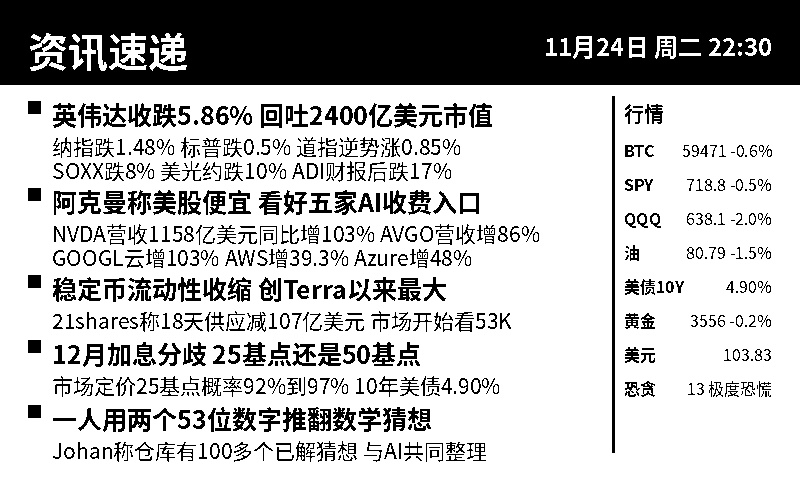 资讯速递
11月24日 周二 22:30
英伟达收跌5.86% 回吐2400亿美元市值
纳指跌1.48% 标普跌0.5% 道指逆势涨0.85%
SOXX跌8% 美光约跌10% ADI财报后跌17%
阿克曼称美股便宜 看好五家AI收费入口
NVDA营收1158亿美元同比增103% AVGO营收增86%
GOOGL云增103% AWS增39.3% Azure增48%
稳定币流动性收缩 创Terra以来最大
21shares称18天供应减107亿美元 市场开始看53K
12月加息分歧 25基点还是50基点
市场定价25基点概率92%到97% 10年美债4.90%
一人用两个53位数字推翻数学猜想
Johan称仓库有100多个已解猜想 与AI共同整理
行情
BTC 59471 -0.6%
SPY 718.8 -0.5%
QQQ 638.1 -2.0%
油 80.79 -1.5%
美债10Y 4.90%
黄金 3556 -0.2%
美元 103.83
恐贪 13 极度恐慌